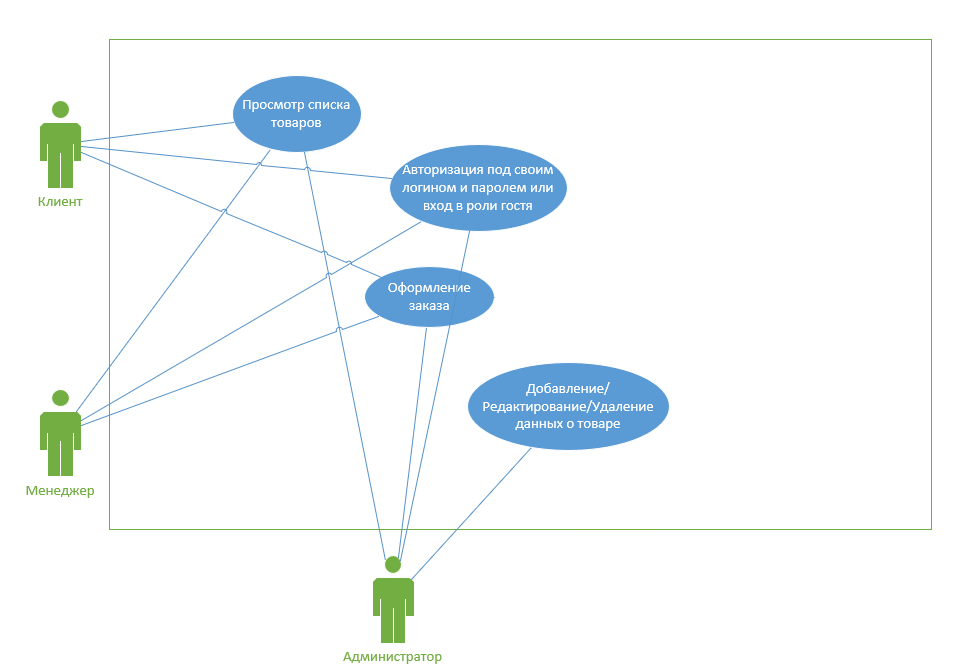 Просмотр списка
товаров
Авторизация под своим
логином и паролем или
вход в роли гостя
Клиент
Оформление
заказа
Добавление/
Редактирование/Удаление
данных о товаре
Менеджер
Администратор